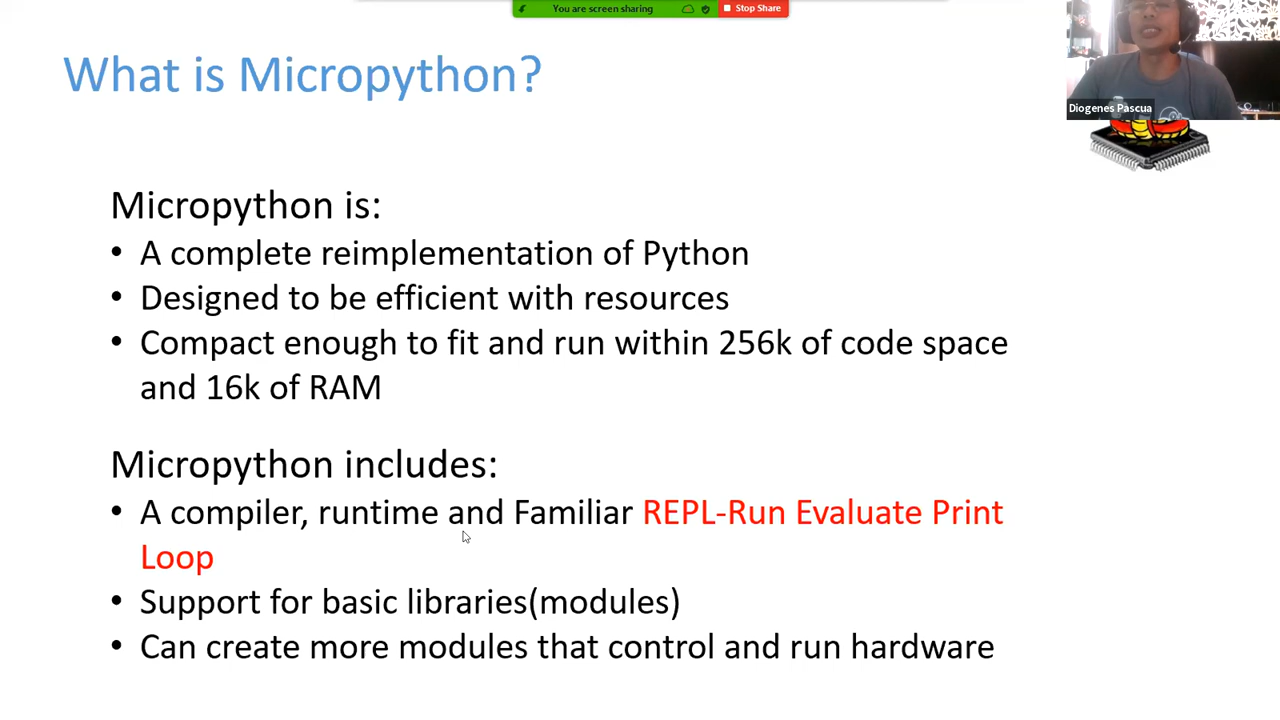 You are screen sharing
Stop Share
What is Micropython?
Diogenes Pascua
Micropython is:
• A complete reimplementation of Python
• Designed to be efficient with resources
• Compact enough to fit and run within 256k of code space
and 16k of RAM
Micropython includes:
• A compiler, runtime and Familiar REPL-Run Evaluate Print
Loop
• Support for basic libraries(modules)
• Can create more modules that control and run hardware